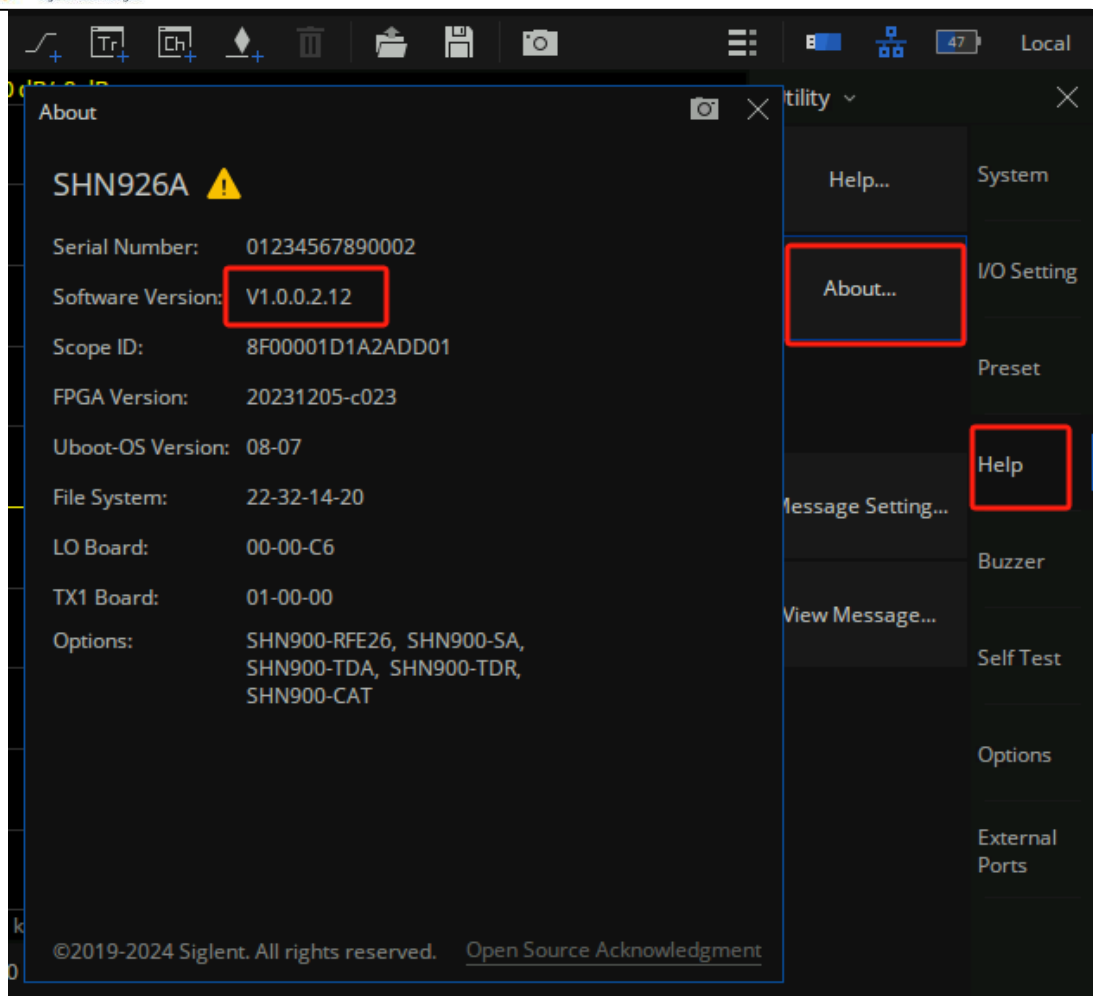 Tr
Ch
47
Local
About
Utility
SHN926A
Serial Number: 01234567890002
Software Version: V1.0.0.2.12
Scope ID: 8F00001D1A2ADD01
FPGA Version: 20231205-c023
Uboot-OS Version: 08-07
File System: 22-32-14-20
LO Board: 00-00-C6
TX1 Board: 01-00-00
Options: SHN900-RFE26, SHN900-SA,
SHN900-TDA, SHN900-TDR,
SHN900-CAT
©2019-2024 Siglent. All rights reserved. Open Source Acknowledgment
Help...
About...
Message Setting...
View Message...
System
I/O Setting
Preset
Help
Buzzer
Self Test
Options
External
Ports